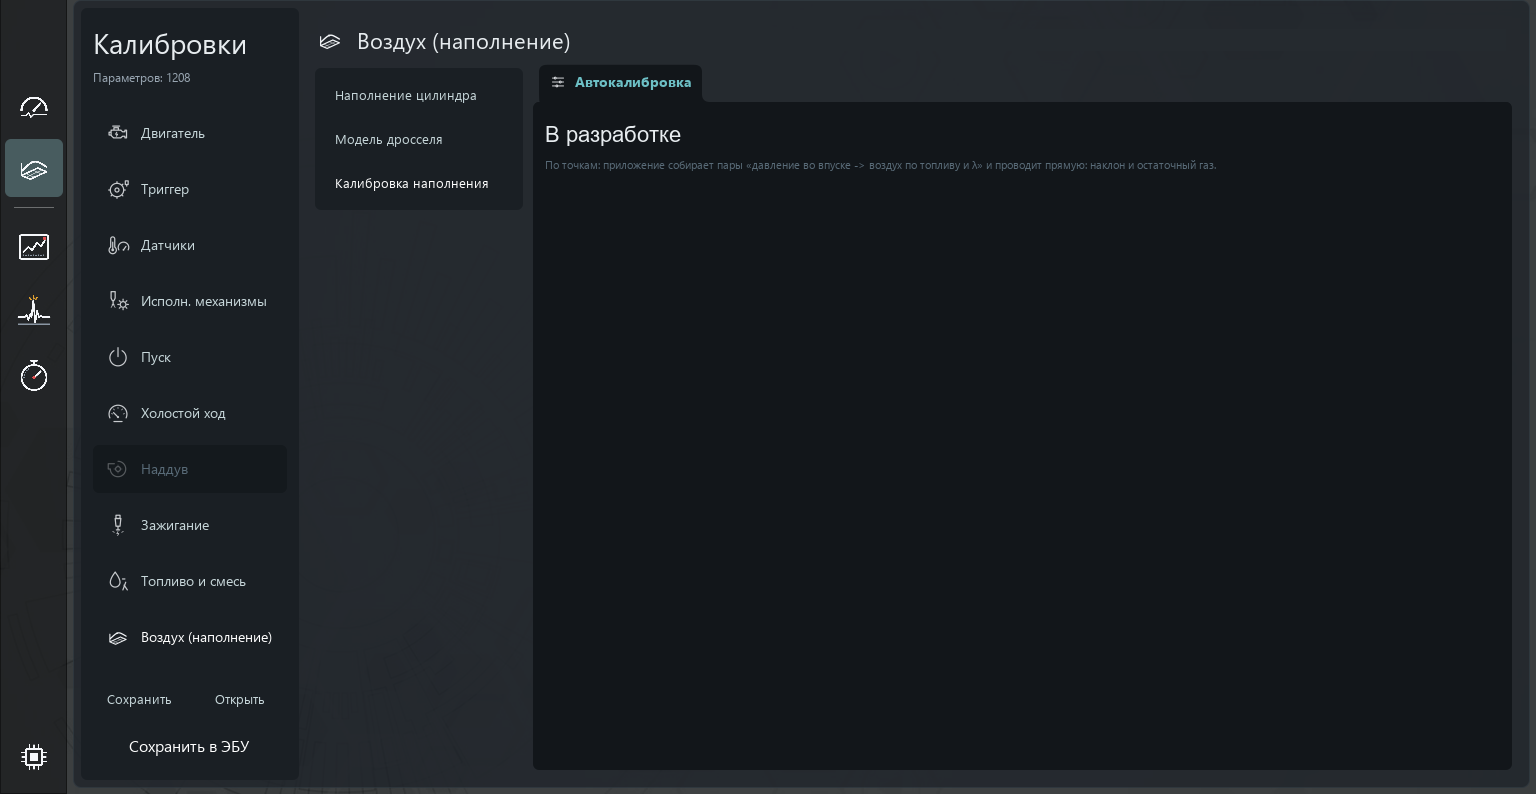 Калибровки
Параметров: 1208
Двигатель
Триггер
Датчики
Исполн. механизмы
Пуск
Холостой ход
Наддув
Зажигание
Топливо и смесь
Воздух (наполнение)
Сохранить
Открыть
Сохранить в ЭБУ
Воздух (наполнение)
Наполнение цилиндра
Модель дросселя
Калибровка наполнения
Автокалибровка
В разработке
По точкам: приложение собирает пары «давление во впуске -> воздух по топливу и λ» и проводит прямую: наклон и остаточный газ.